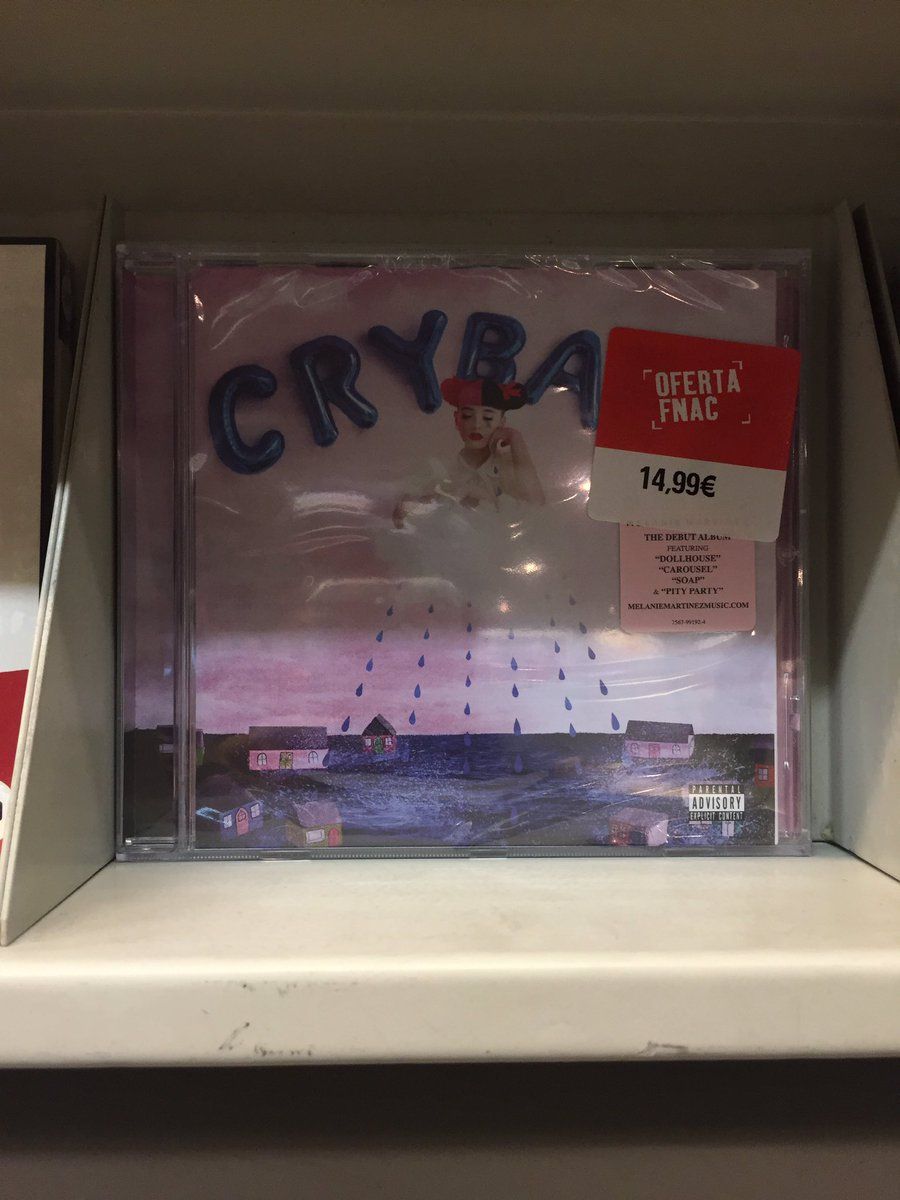 CRYBA
OFERTA
FNAC
14,99€
THE DEBUT ALBUM
FEATURING
"DOLLHOUSE"
"CAROUSEL"
"SOAP"
& "PITY PARTY"
MELANIEMARTINEZMUSIC.COM
PARENTAL
ADVISORY
EXPLICIT CONTENT